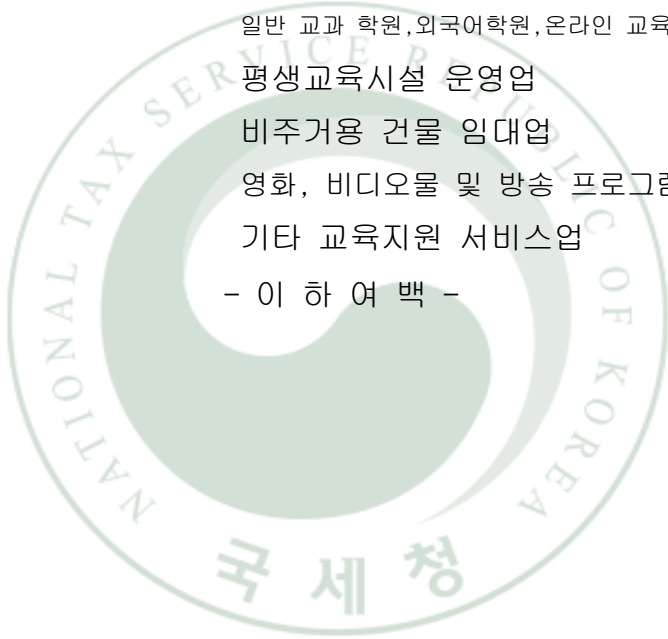 일반 교과 학원,외국어학원,온라인 교육
평생교육시설 운영업
비주거용 건물 임대업
영화, 비디오물 및 방송 프로그램
기타 교육지원 서비스업
- 이 하 여 백 -
NATIONAL TAX SERVICE REPUBLIC OF KOREA
국세청